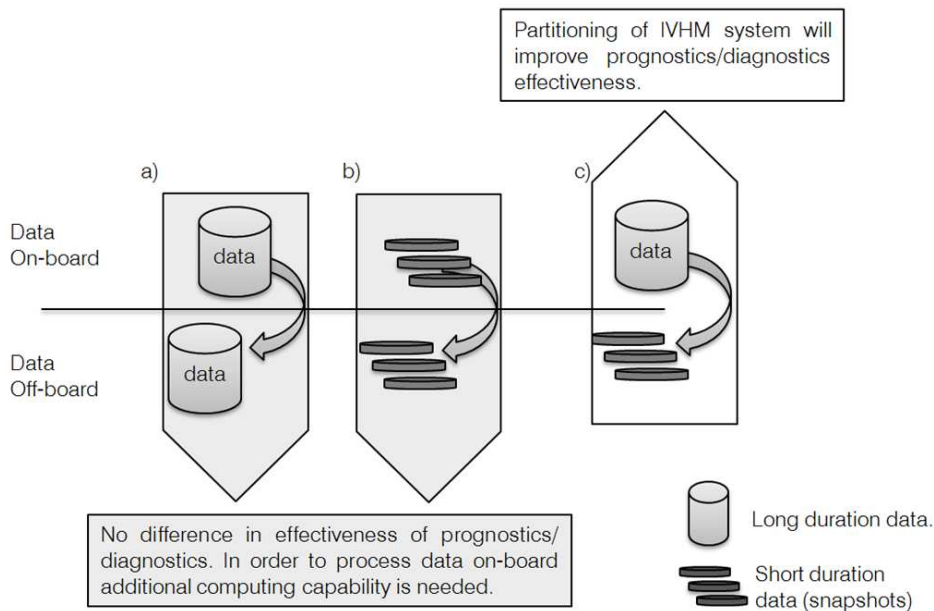 Partitioning of IVHM system will
improve prognostics/diagnostics
effectiveness.
a)
b)
c)
Data
On-board
data
data
Data
Off-board
data
No difference in effectiveness of prognostics/
diagnostics. In order to process data on-board
additional computing capability is needed.
Long duration data.
Short duration
data (snapshots)